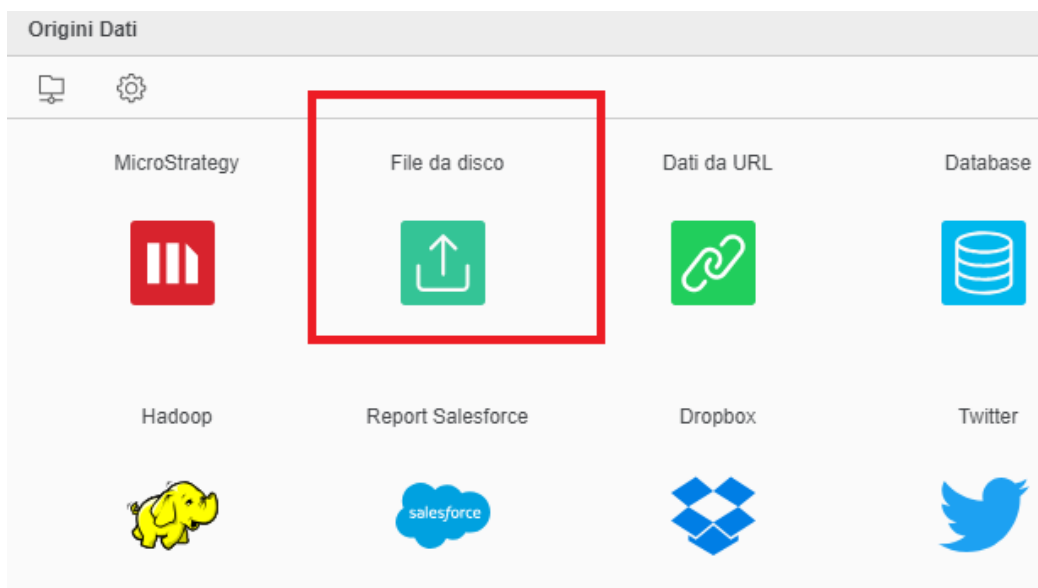 Origini Dati
MicroStrategy File da disco Dati da URL Database
Hadoop Report Salesforce Dropbox Twitter
salesforce